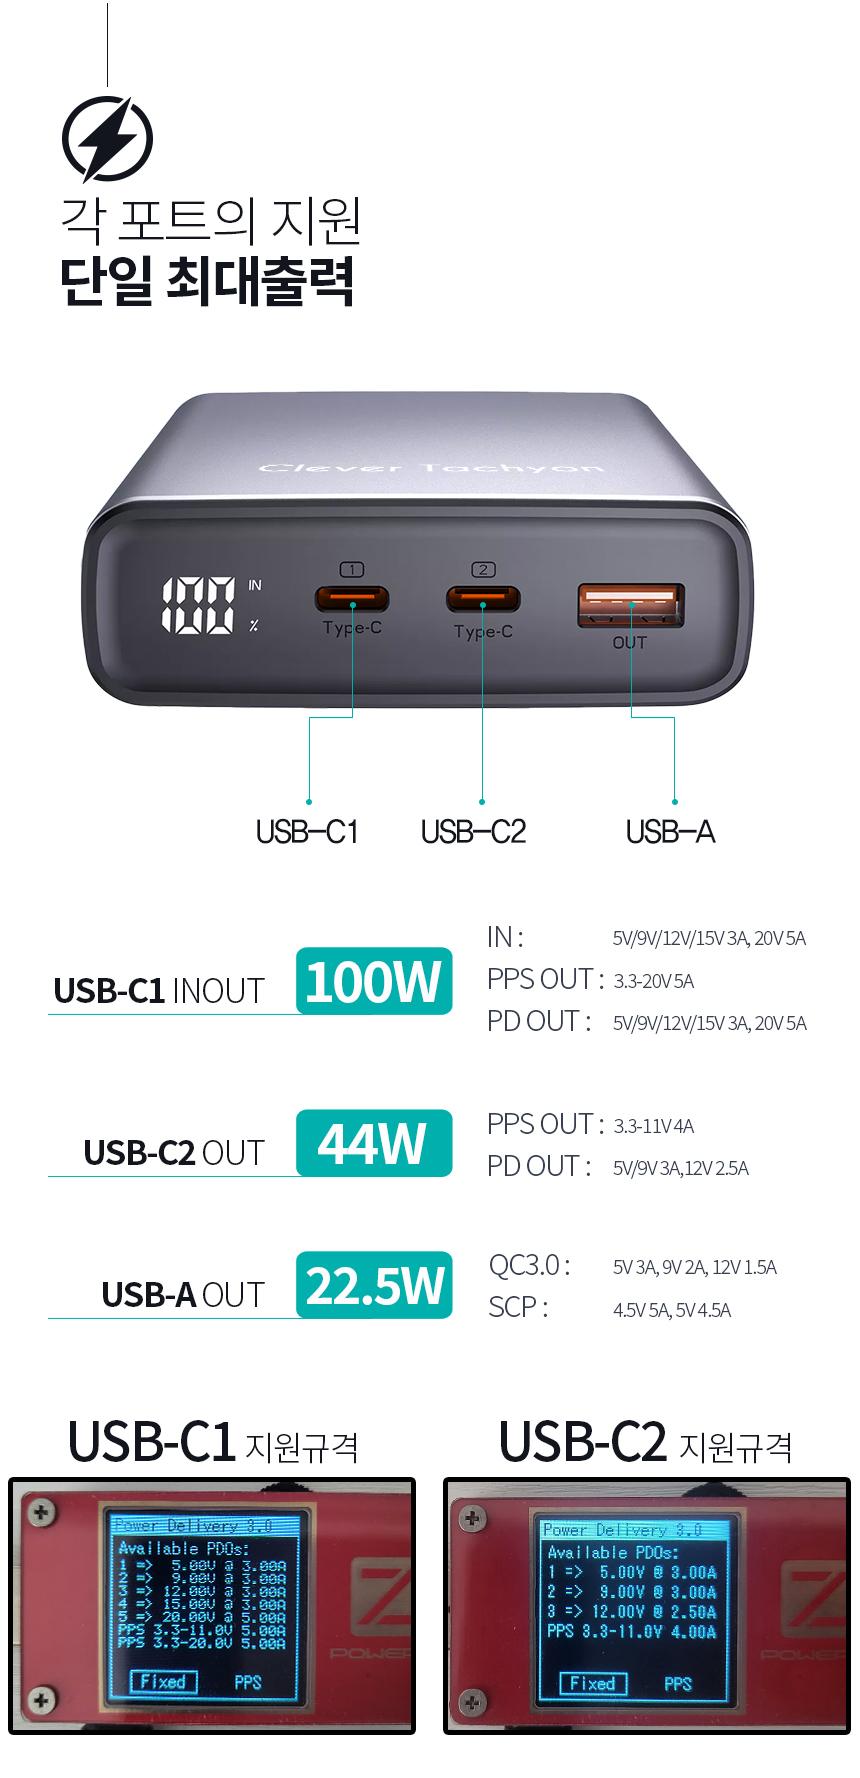 각 포트의 지원
단일 최대출력
Clever Tachyon
100 IN %
1
2
Type-C
Type-C
OUT
USB-C1
USB-C2
USB-A
USB-C1 INOUT
100W
IN : 5V/9V/12V/15V 3A, 20V 5A
PPS OUT : 3.3-20V 5A
PD OUT : 5V/9V/12V/15V 3A, 20V 5A
USB-C2 OUT
44W
PPS OUT : 3.3-11V 4A
PD OUT : 5V/9V 3A,12V 2.5A
USB-A OUT
22.5W
QC3.0 : 5V 3A, 9V 2A, 12V 1.5A
SCP : 4.5V 5A, 5V 4.5A
USB-C1 지원규격
Power Delivery 3.0
Available PDOs:
1 => 5.00V @ 3.00A
2 => 9.00V @ 3.00A
3 => 12.00V @ 3.00A
4 => 15.00V @ 3.00A
5 => 20.00V @ 5.00A
PPS 3.3-11.0V 5.00A
PPS 3.3-20.0V 5.00A
Fixed PPS
Z
POWER
USB-C2 지원규격
Power Delivery 3.0
Available PDOs:
1 => 5.00V @ 3.00A
2 => 9.00V @ 3.00A
3 => 12.00V @ 2.50A
PPS 3.3-11.0V 4.00A
Fixed PPS
Z
POWER